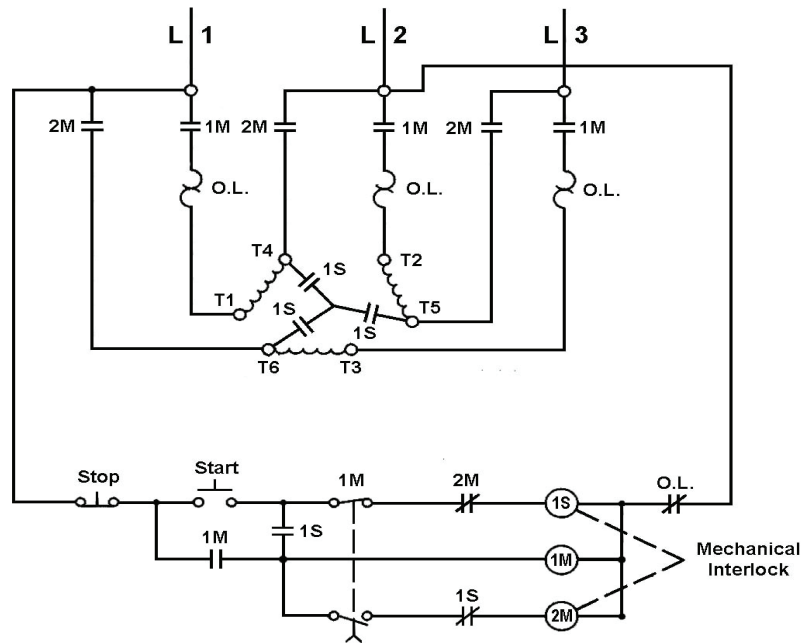 L 1 L 2 L 3
2M 1M 2M 1M 2M 1M
O.L. O.L. O.L.
T4 T2
1S
T1 1S T5
1S
T6 T3
Stop Start 1M 2M O.L.
1S
1S
1M
1M
Mechanical
Interlock
1S
2M